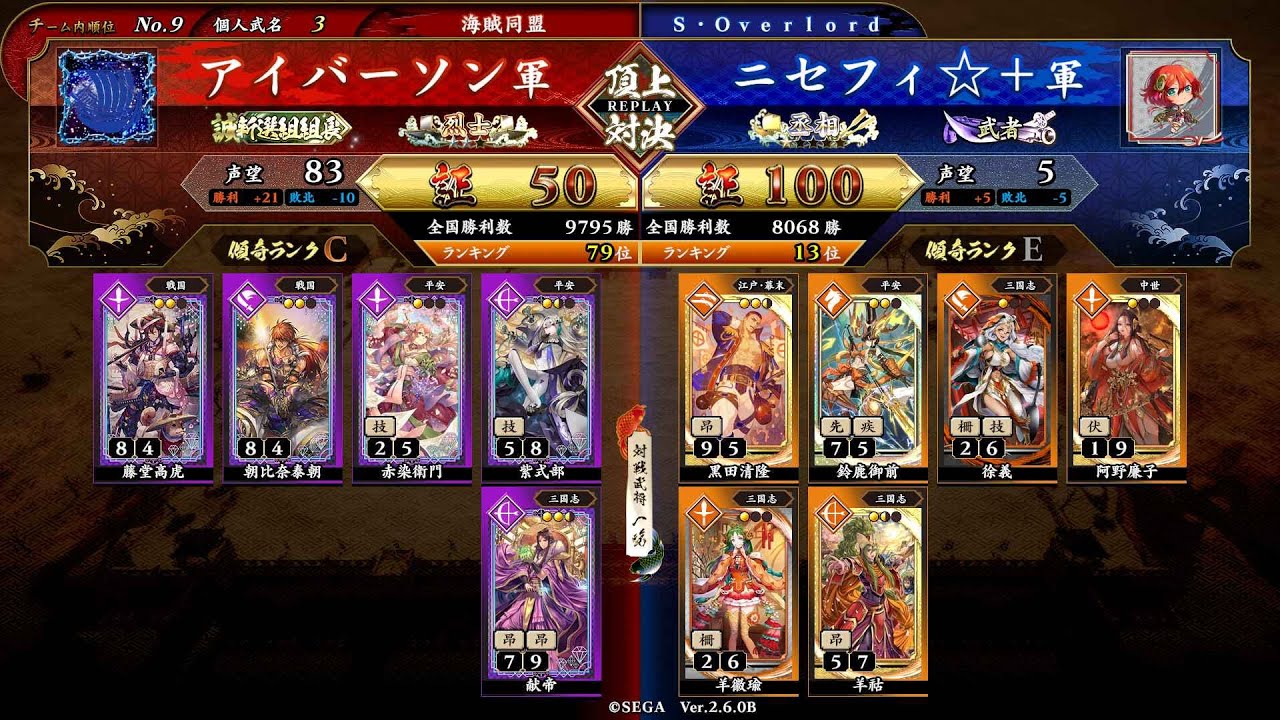 チーム内順位 No.9 個人武名 3 海賊同盟
S・Overlord
アイバーソン軍
頂上
REPLAY
対決
ニセフィ☆＋軍
誠新選組組長 烈士
丞相 武者
声望 83
勝利 +21 敗北 -10
証 50
証 100
声望 5
勝利 +5 敗北 -5
全国勝利数 9795勝
全国勝利数 8068勝
傾奇ランクC
ランキング 79位
ランキング 13位
傾奇ランクE
戦国
8 4
藤堂高虎
戦国
8 4
朝比奈泰朝
平安
技
2 5
赤染衛門
平安
技
5 8
紫式部
江戸・幕末
昂
9 5
黒田清隆
平安
先 疾
7 5
鈴鹿御前
三国志
柵 技
2 6
徐義
中世
伏
1 9
阿野廉子
対戦武将一覧
三国志
昂 昂
7 9
献帝
三国志
柵
2 6
羊徽瑜
三国志
昂
5 7
羊祜
©SEGA Ver.2.6.0B